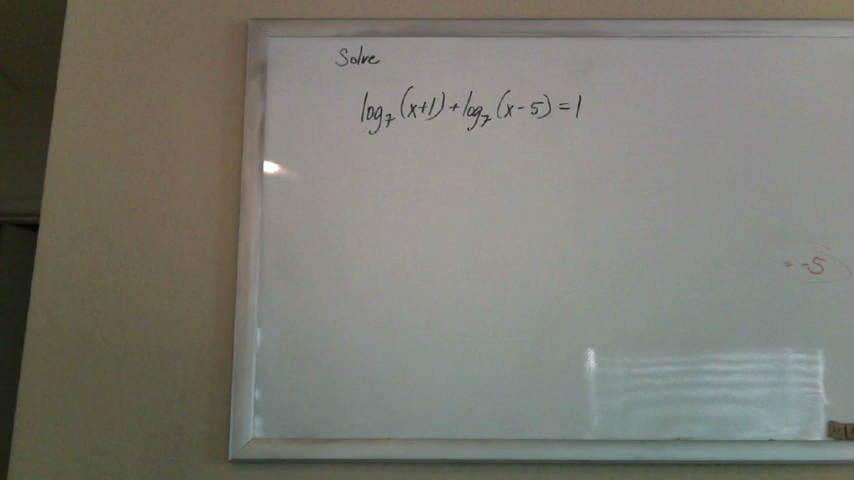 Solve
log₇(x+1)+log₇(x-5)=1
= -5